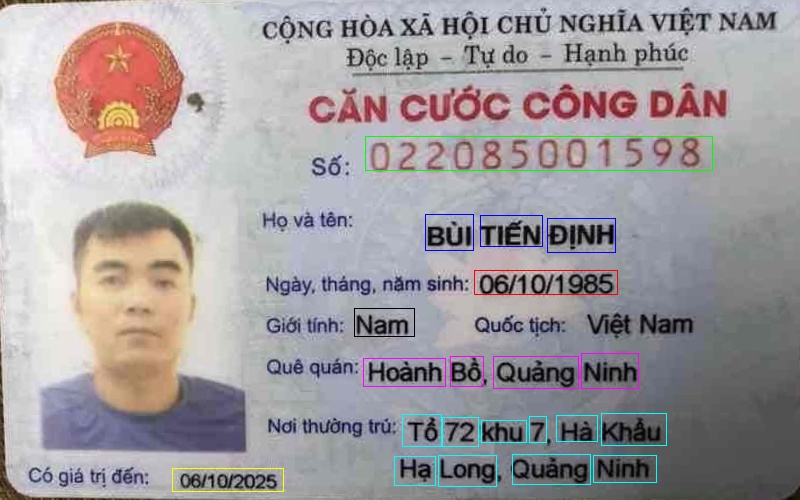 CỘNG HÒA XÃ HỘI CHỦ NGHĨA VIỆT NAM
Độc lập - Tự do - Hạnh phúc
CĂN CƯỚC CÔNG DÂN
Số: 022085001598
Họ và tên: BÙI TIẾN ĐỊNH
Ngày, tháng, năm sinh: 06/10/1985
Giới tính: Nam Quốc tịch: Việt Nam
Quê quán: Hoành Bồ, Quảng Ninh
Nơi thường trú: Tổ 72 khu 7, Hà Khẩu
Hạ Long, Quảng Ninh
Có giá trị đến: 06/10/2025